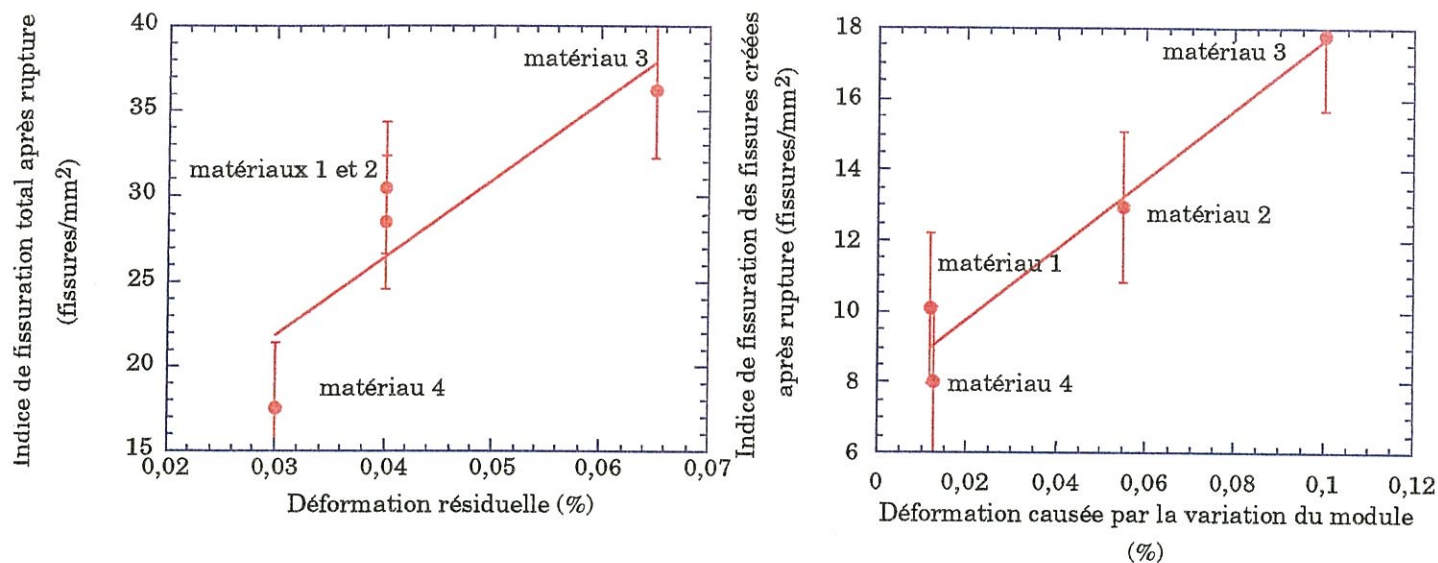 Indice de fissuration total après rupture
(fissures/mm²)
40
35
30
25
20
15
matériau 3
matériaux 1 et 2
matériau 4
0,02
0,03
0,04
0,05
0,06
0,07
Déformation résiduelle (%)
Indice de fissuration des fissures créées
après rupture (fissures/mm²)
18
16
14
12
10
8
6
matériau 3
matériau 2
matériau 1
matériau 4
0
0,02
0,04
0,06
0,08
0,1
0,12
Déformation causée par la variation du module
(%)